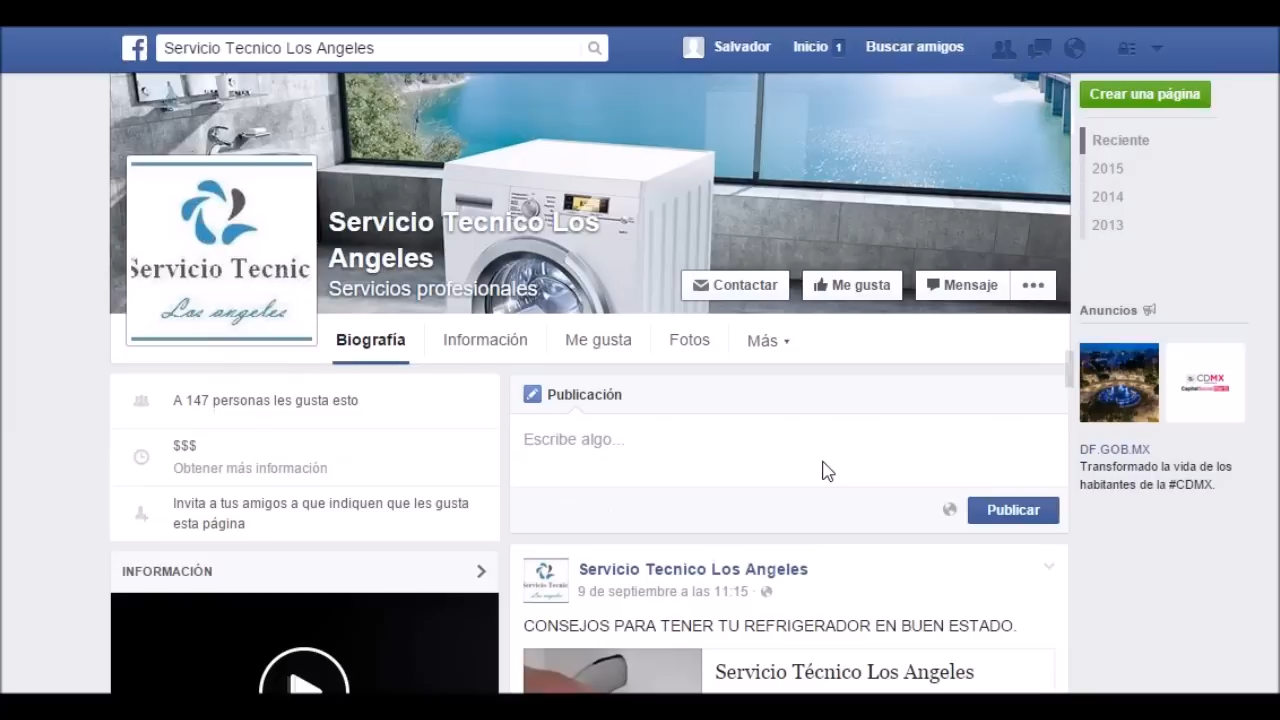 Servicio Tecnico Los Angeles
Salvador
Inicio 1
Buscar amigos
Crear una página
Reciente
2015
2014
2013
Servicio Tecnic
Los angeles
Servicio Tecnico Los
Angeles
Servicios profesionales
Contactar
Me gusta
Mensaje
Biografía
Información
Me gusta
Fotos
Más
Anuncios
CDMX
DF.GOB.MX
Transformado la vida de los
habitantes de la #CDMX.
A 147 personas les gusta esto
$$$
Obtener más información
Invita a tus amigos a que indiquen que les gusta
esta página
INFORMACIÓN
Publicación
Escribe algo...
Publicar
Servicio Tecnico Los Angeles
9 de septiembre a las 11:15 ·
CONSEJOS PARA TENER TU REFRIGERADOR EN BUEN ESTADO.
Servicio Técnico Los Angeles